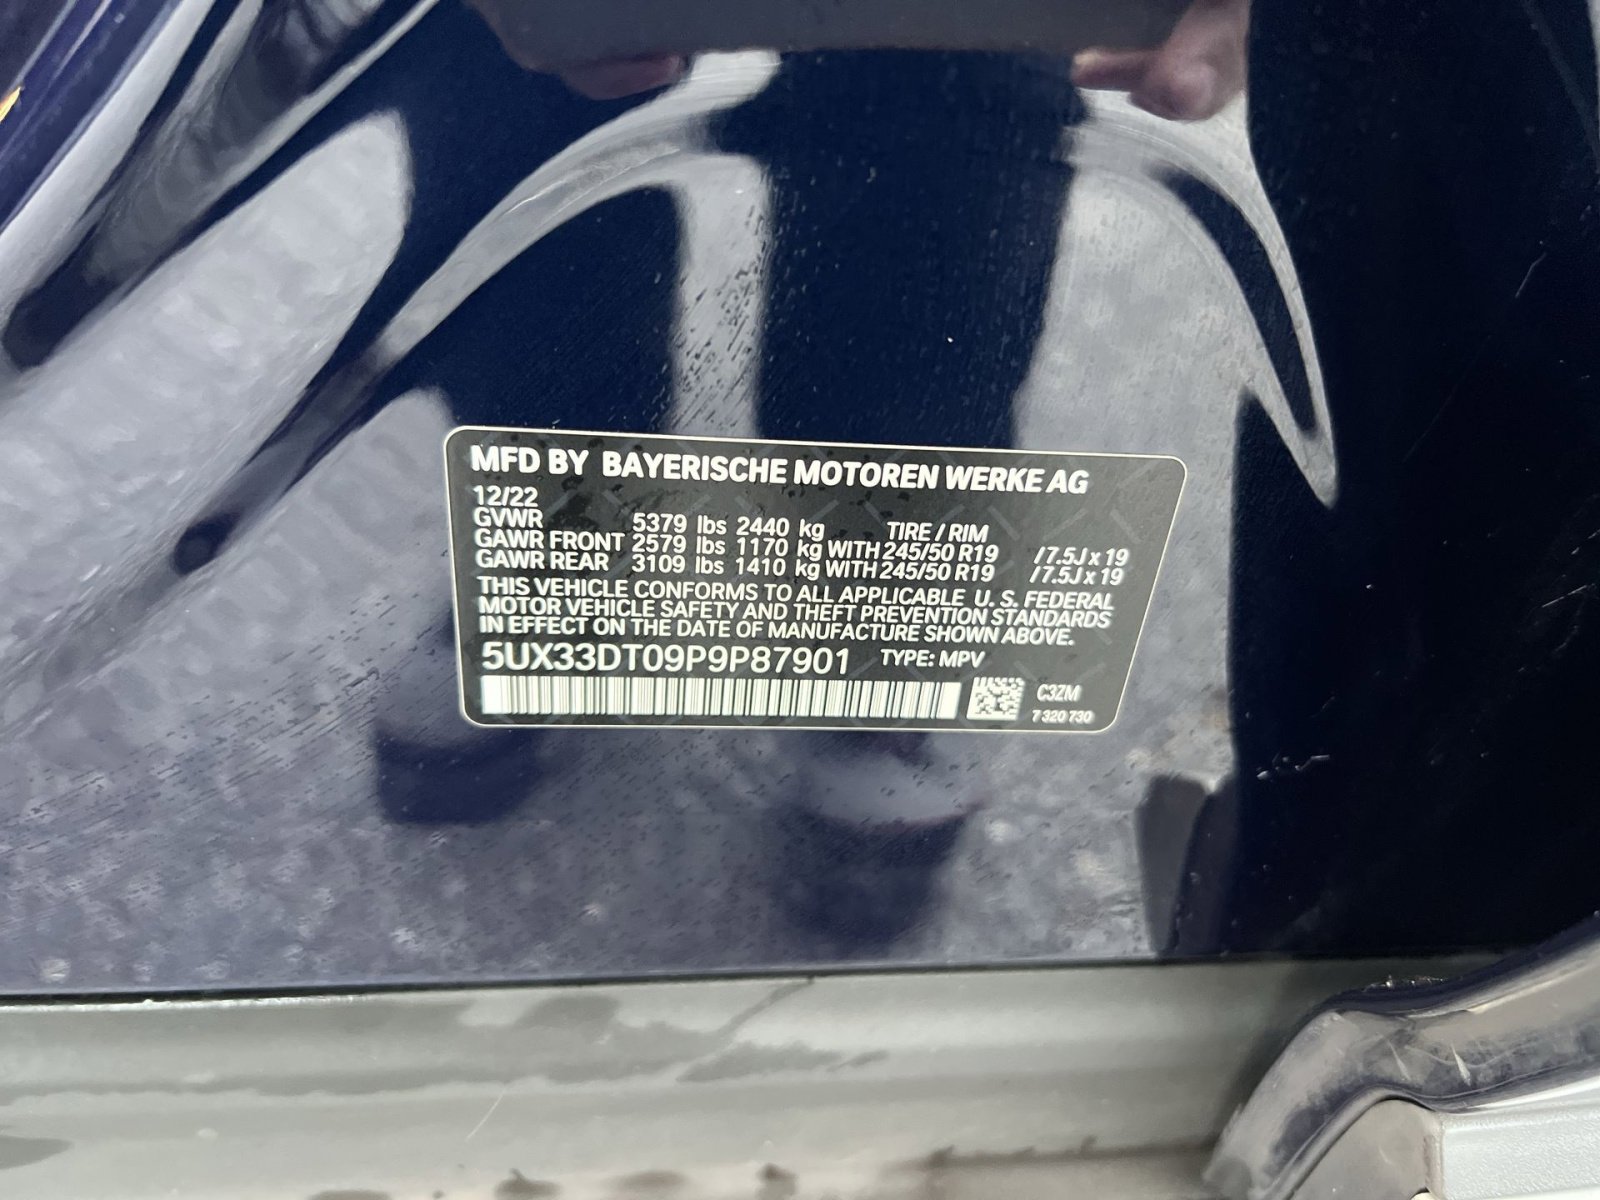 MFD BY BAYERISCHE MOTOREN WERKE AG
12/22
GVWR 5379 lbs 2440 kg TIRE / RIM
GAWR FRONT 2579 lbs 1170 kg WITH 245/50 R19 /7.5J x 19
GAWR REAR 3109 lbs 1410 kg WITH 245/50 R19 /7.5J x 19
THIS VEHICLE CONFORMS TO ALL APPLICABLE U. S. FEDERAL
MOTOR VEHICLE SAFETY AND THEFT PREVENTION STANDARDS
IN EFFECT ON THE DATE OF MANUFACTURE SHOWN ABOVE.
5UX33DT09P9P87901 TYPE: MPV
C3ZM
7 320 730